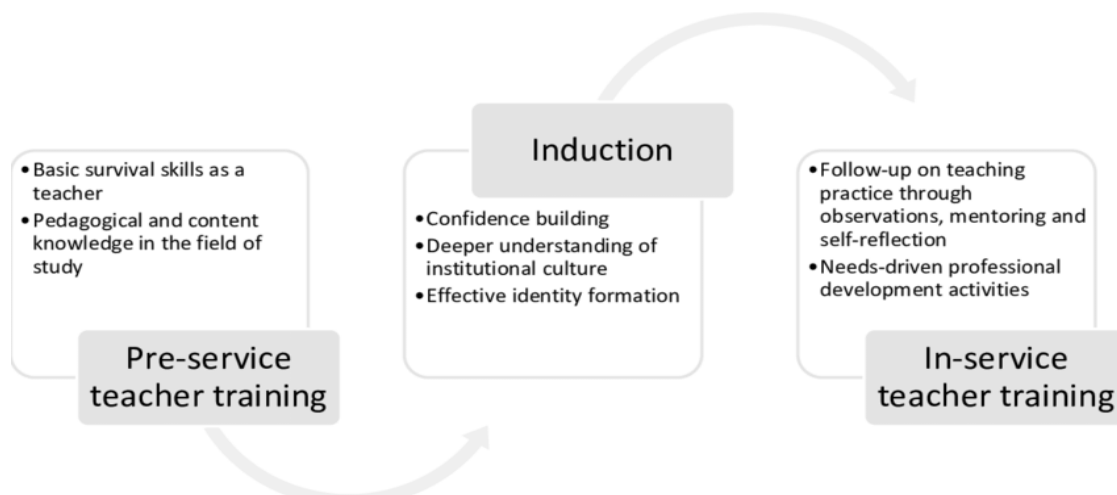 • Basic survival skills as a
teacher
• Pedagogical and content
knowledge in the field of
study
Pre-service
teacher training
Induction
• Confidence building
• Deeper understanding of
institutional culture
• Effective identity formation
• Follow-up on teaching
practice through
observations, mentoring and
self-reflection
• Needs-driven professional
development activities
In-service
teacher training